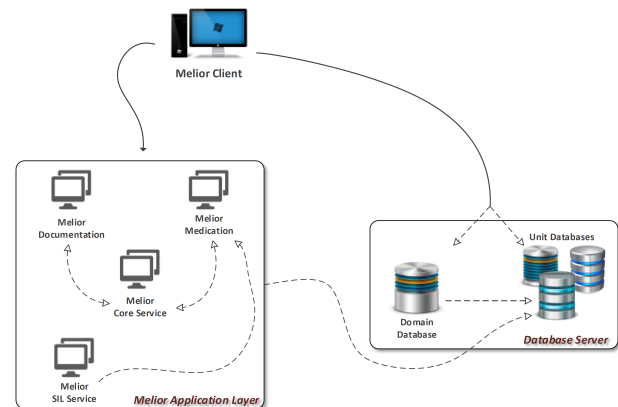 Melior Client
Melior
Documentation
Melior
Medication
Melior
Core Service
Melior
SIL Service
Melior Application Layer
Unit Databases
Domain
Database
Database Server